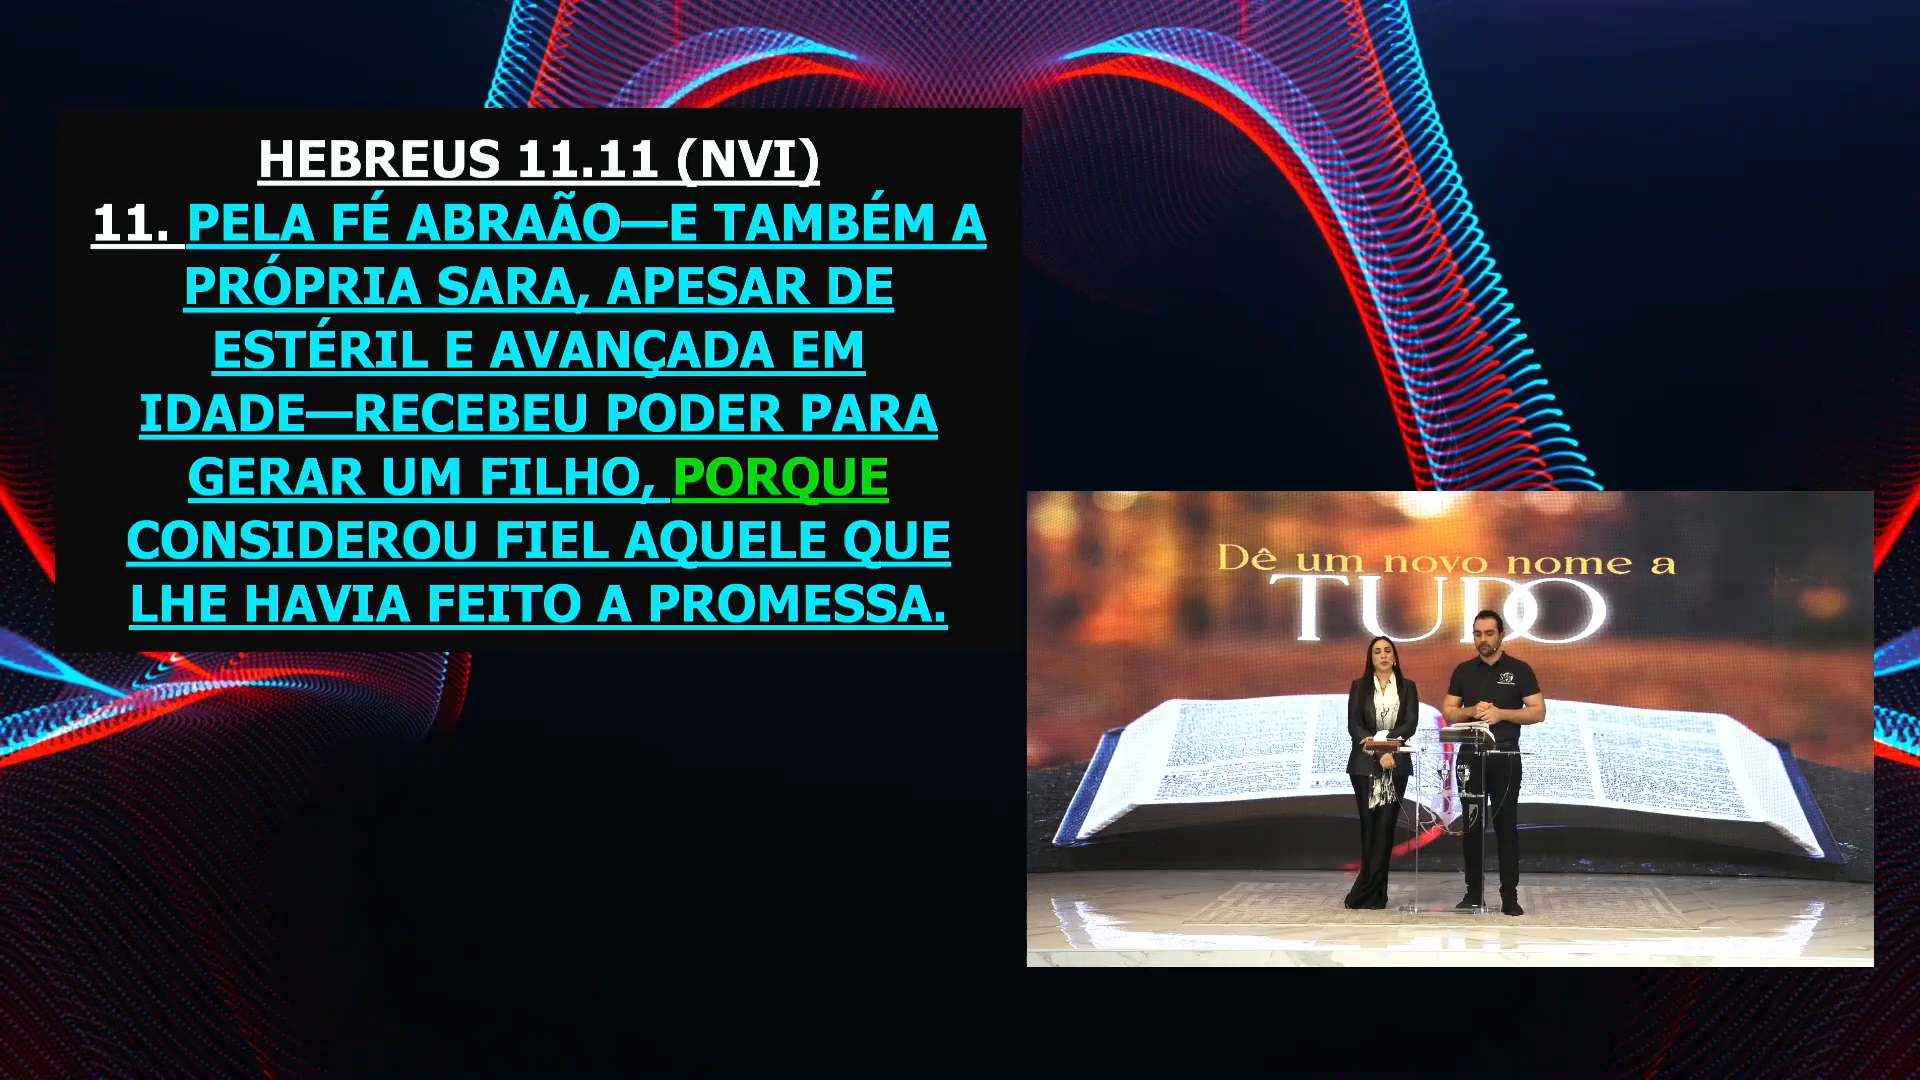 HEBREUS 11.11 (NVI)
11. PELA FÉ ABRAÃO—E TAMBÉM A
PRÓPRIA SARA, APESAR DE
ESTÉRIL E AVANÇADA EM
IDADE—RECEBEU PODER PARA
GERAR UM FILHO, PORQUE
CONSIDEROU FIEL AQUELE QUE
LHE HAVIA FEITO A PROMESSA.
Dê um novo nome a
TUDO